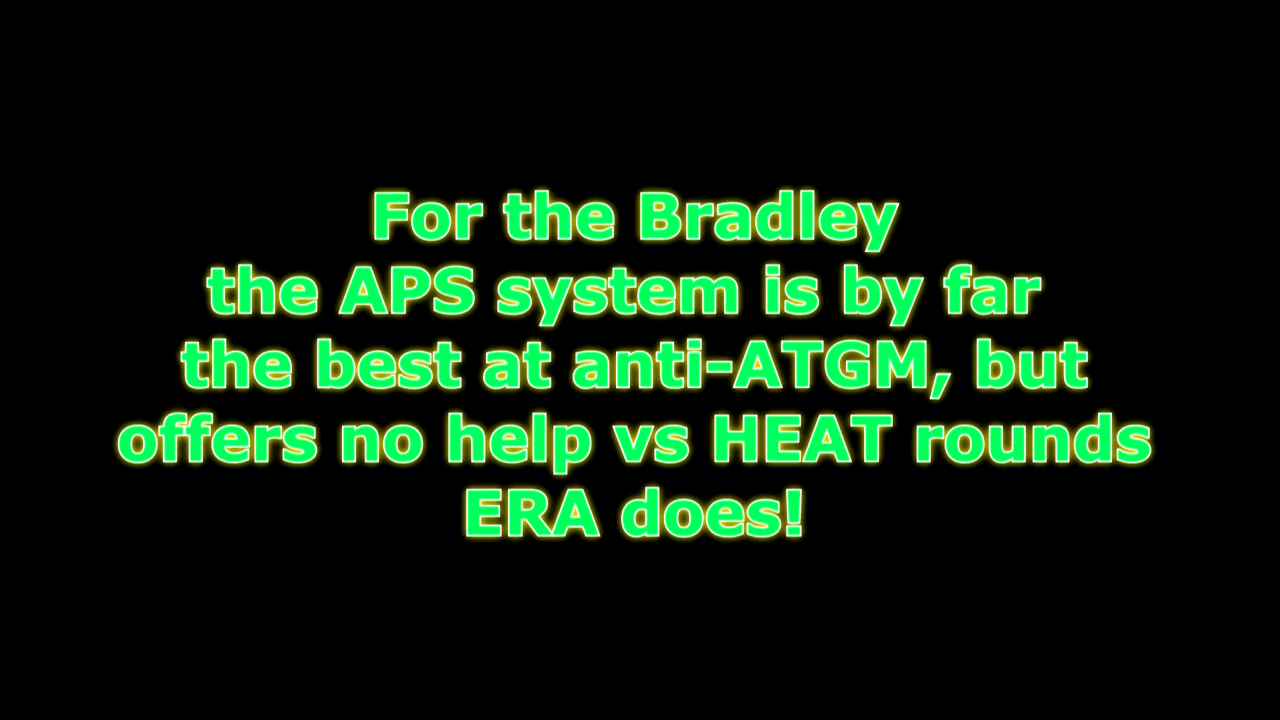 For the Bradley
the APS system is by far
the best at anti-ATGM, but
offers no help vs HEAT rounds
ERA does!